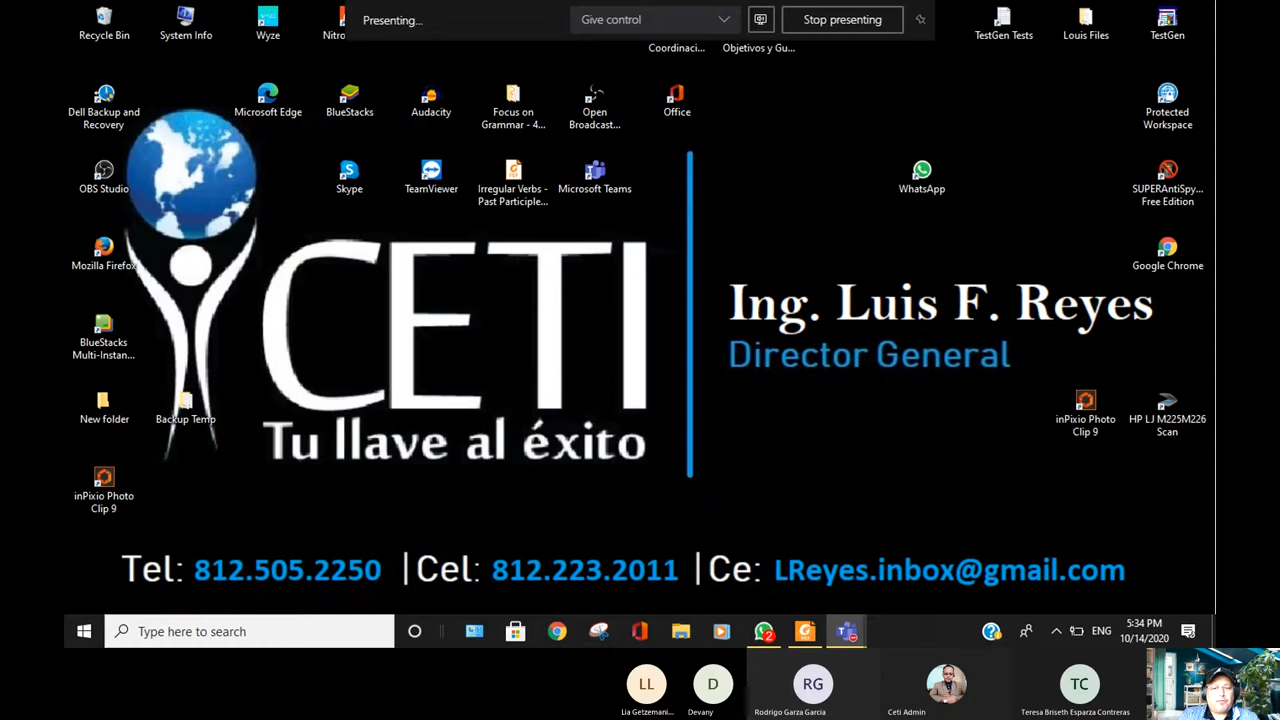 Presenting...
Give control
Stop presenting
Recycle Bin
System Info
Wyze
Nitro
Coordinaci...
Objetivos y Gu...
TestGen Tests
Louis Files
TestGen
Dell Backup and
Recovery
Microsoft Edge
BlueStacks
Audacity
Focus on
Grammar - 4...
Open
Broadcast...
Office
Protected
Workspace
OBS Studio
Skype
TeamViewer
Irregular Verbs -
Past Participle...
Microsoft Teams
WhatsApp
SUPERAntiSpy...
Free Edition
Mozilla Firefox
Google Chrome
CETI
Tu llave al éxito
Ing. Luis F. Reyes
Director General
BlueStacks
Multi-Instan...
New folder
Backup Temp
inPixio Photo
Clip 9
HP LJ M225M226
Scan
inPixio Photo
Clip 9
Tel: 812.505.2250 |Cel: 812.223.2011 |Ce: LReyes.inbox@gmail.com
Type here to search
2
ENG
5:34 PM
10/14/2020
LL
D
RG
TC
Lia Getzemani...
Devany
Rodrigo Garza Garcia
Ceti Admin
Teresa Briseth Esparza Contreras